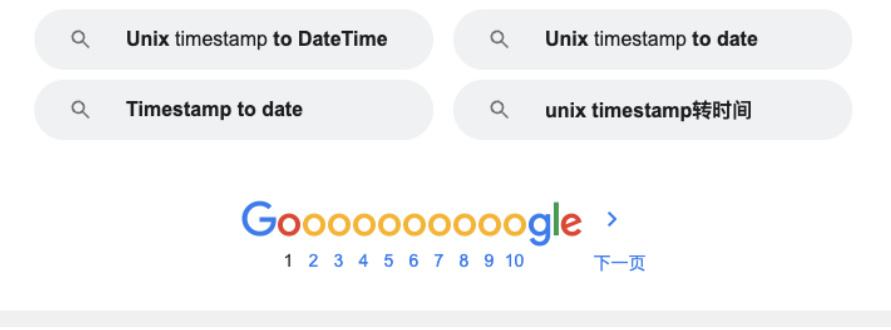 Unix timestamp to DateTime
Unix timestamp to date
Timestamp to date
unix timestamp转时间
Goooooooooogle >
1 2 3 4 5 6 7 8 9 10 下一页